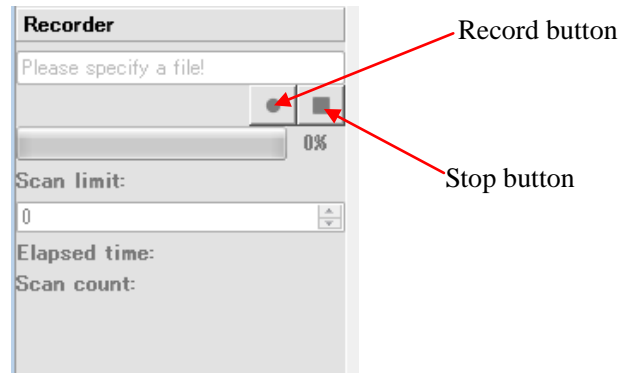 Recorder
Record button
Please specify a file!
0%
Scan limit:
Stop button
0
Elapsed time:
Scan count: